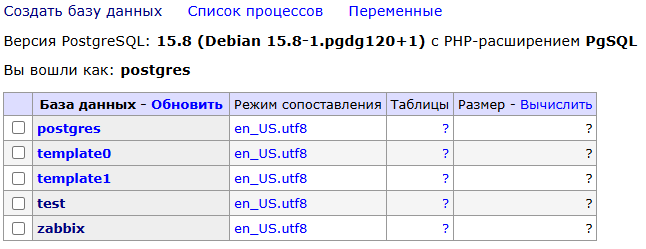 Создать базу данных Список процессов Переменные
Версия PostgreSQL: 15.8 (Debian 15.8-1.pgdg120+1) с PHP-расширением PgSQL
Вы вошли как: postgres
База данных - Обновить Режим сопоставления Таблицы Размер - Вычислить
postgres en_US.utf8 ? ?
template0 en_US.utf8 ? ?
template1 en_US.utf8 ? ?
test en_US.utf8 ? ?
zabbix en_US.utf8 ? ?